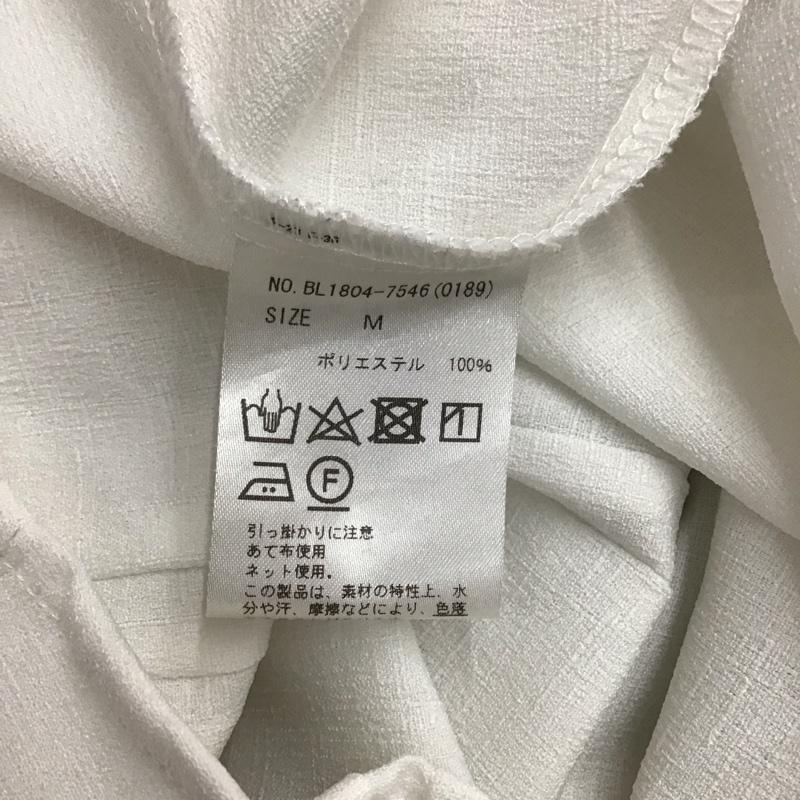 NO. BL1804-7546(0189)
SIZE M
ポリエステル 100%
F
引っ掛かりに注意
あて布使用
ネット使用。
この製品は、素材の特性上、水
分や汗、摩擦などにより、色落